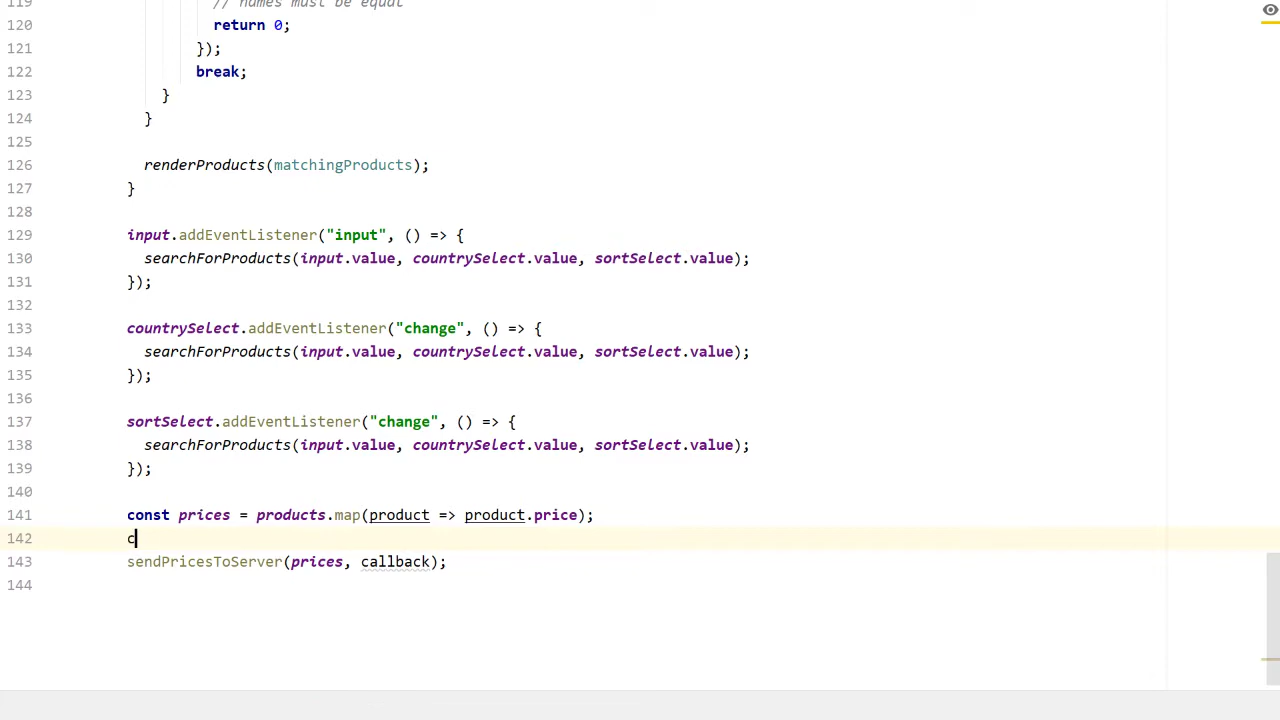 119 // names must be equal
120 return 0;
121 });
122 break;
123 }
124 }
125
126 renderProducts(matchingProducts);
127 }
128
129 input.addEventListener("input", () => {
130 searchForProducts(input.value, countrySelect.value, sortSelect.value);
131 });
132
133 countrySelect.addEventListener("change", () => {
134 searchForProducts(input.value, countrySelect.value, sortSelect.value);
135 });
136
137 sortSelect.addEventListener("change", () => {
138 searchForProducts(input.value, countrySelect.value, sortSelect.value);
139 });
140
141 const prices = products.map(product => product.price);
142 c
143 sendPricesToServer(prices, callback);
144